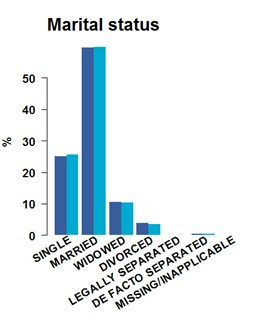 Marital status
%
50
40
30
20
10
0
SINGLE
MARRIED
WIDOWED
DIVORCED
LEGALLY SEPARATED
DE FACTO SEPARATED
MISSING/INAPPLICABLE